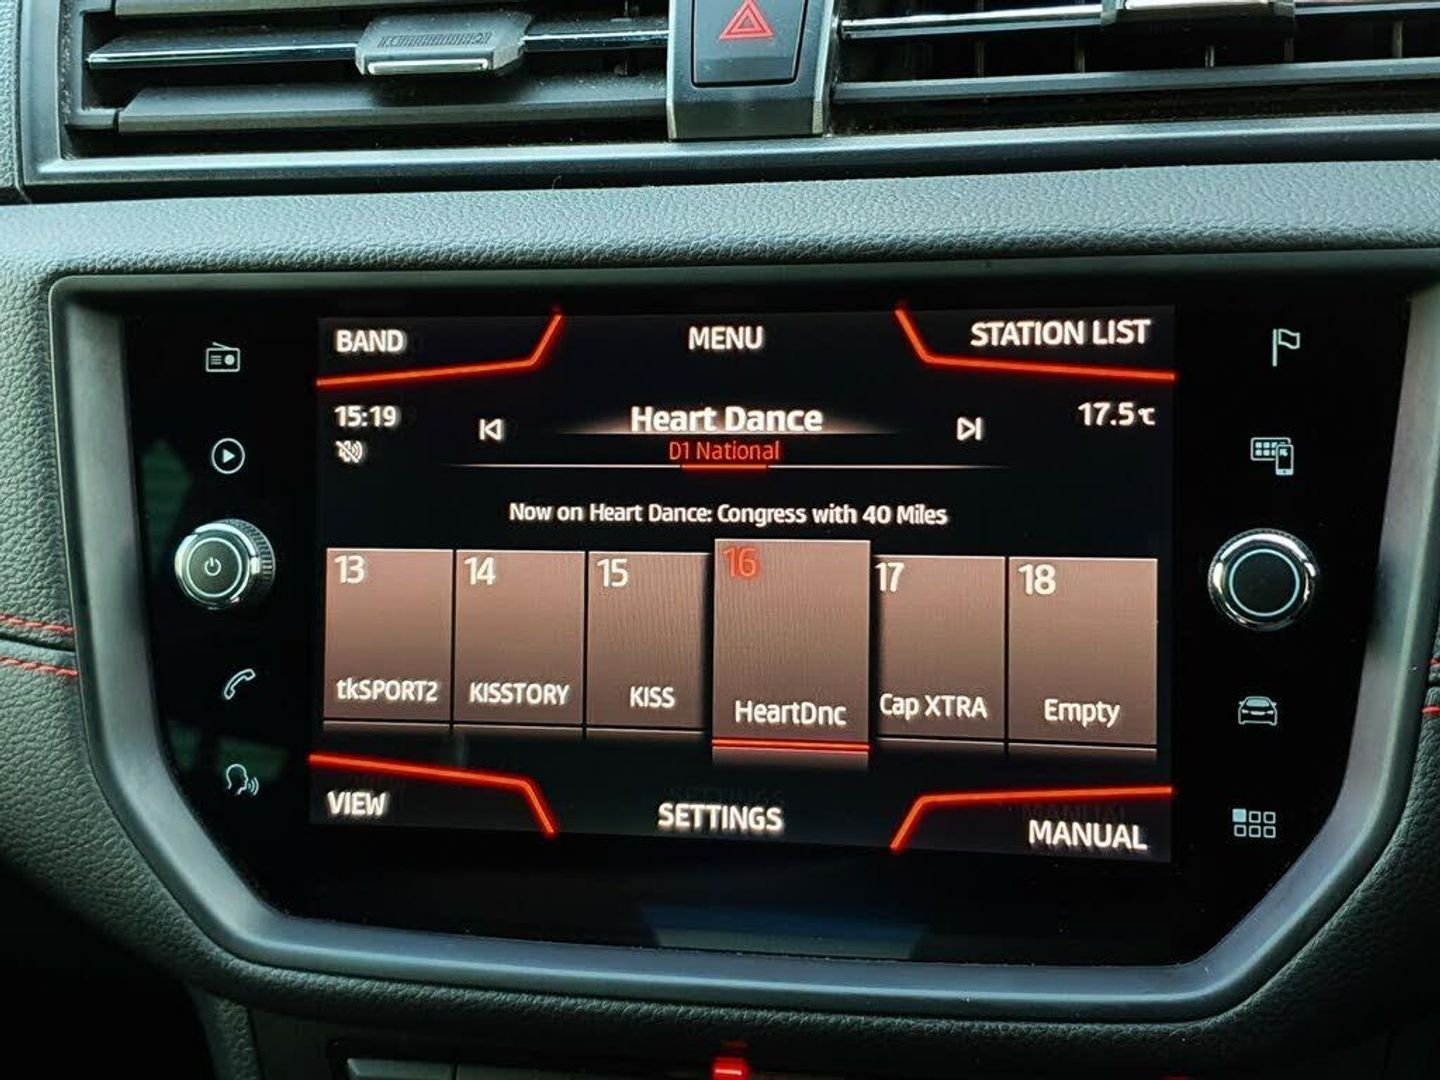 BAND MENU STATION LIST
15:19 Heart Dance 17.5°C
D1 National
Now on Heart Dance: Congress with 40 Miles
13 14 15 16 17 18
tkSPORT2 KISSTORY KISS HeartDnc Cap XTRA Empty
VIEW SETTINGS MANUAL